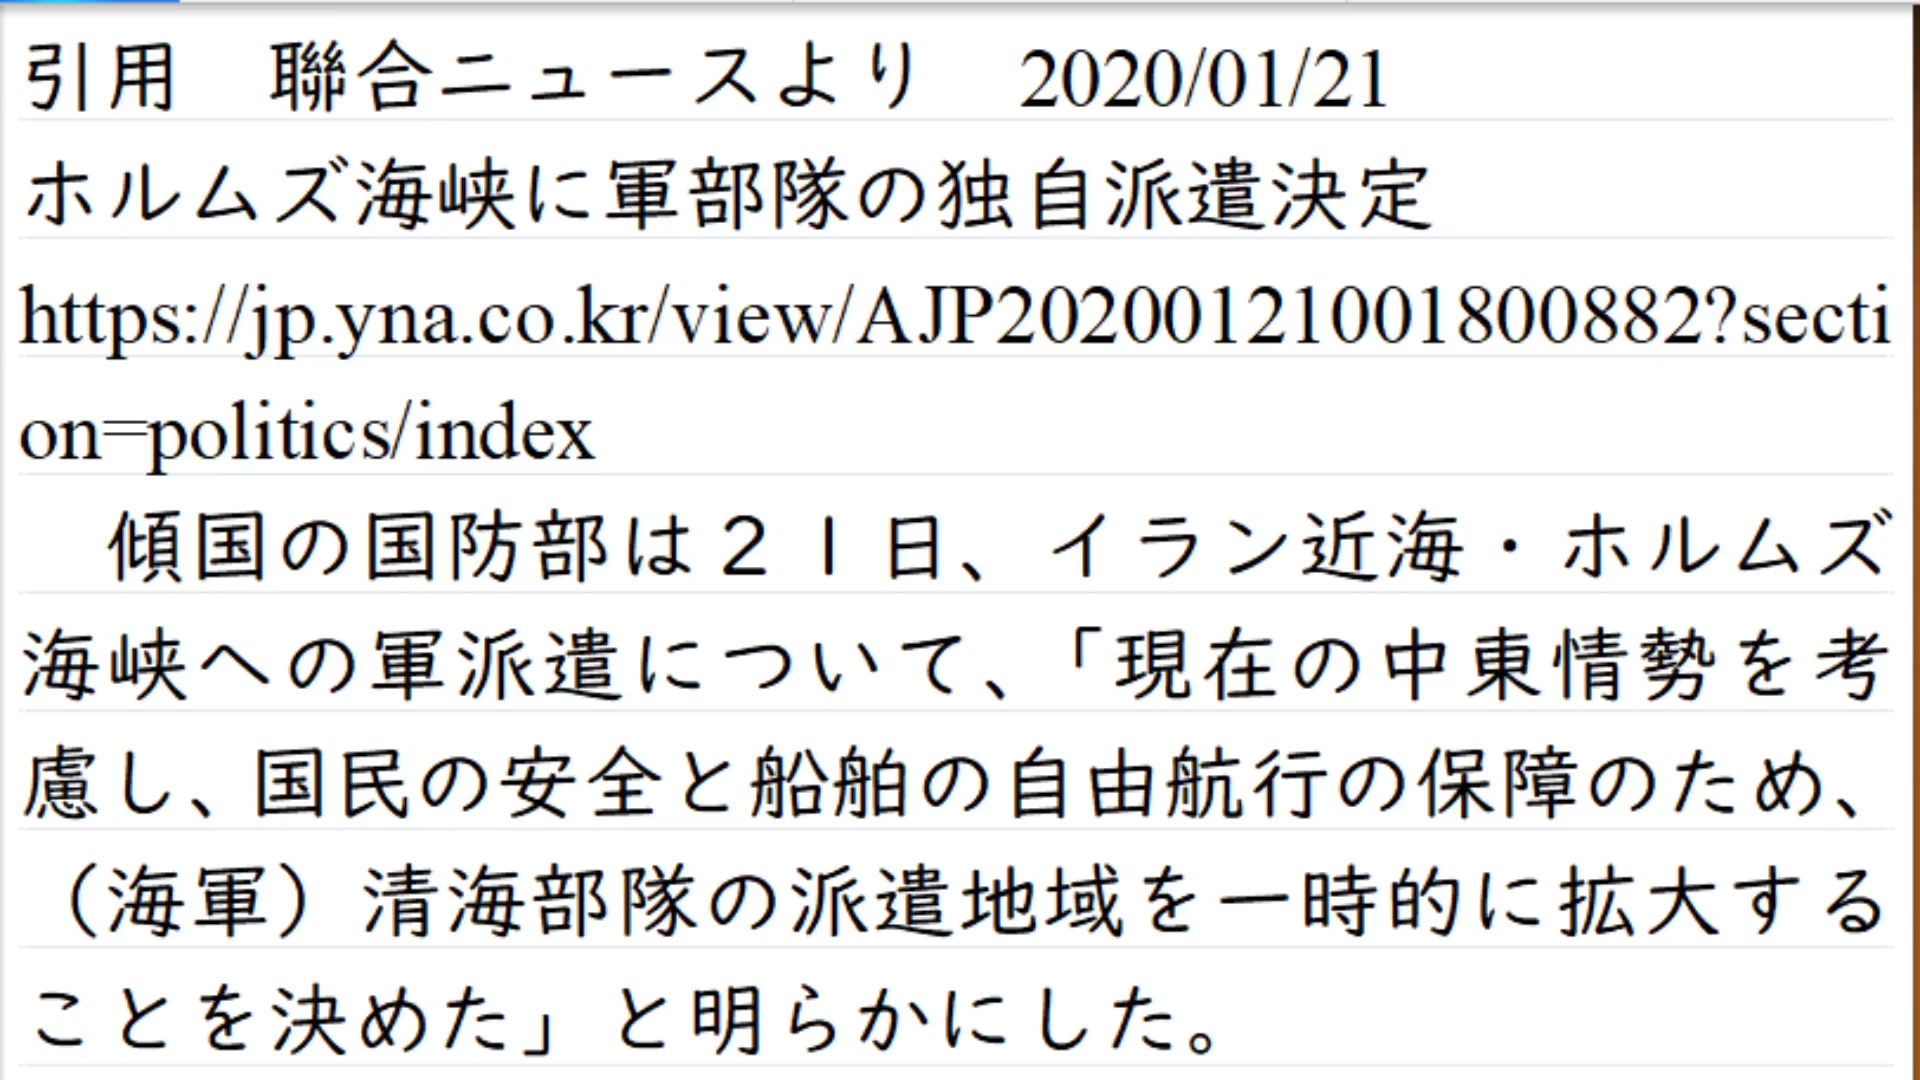 引用　聯合ニュースより　2020/01/21
ホルムズ海峡に軍部隊の独自派遣決定
https://jp.yna.co.kr/view/AJP20200121001800882?secti
on=politics/index
　傾国の国防部は２１日、イラン近海・ホルムズ
海峡への軍派遣について、「現在の中東情勢を考
慮し、国民の安全と船舶の自由航行の保障のため、
（海軍）清海部隊の派遣地域を一時的に拡大する
ことを決めた」と明らかにした。